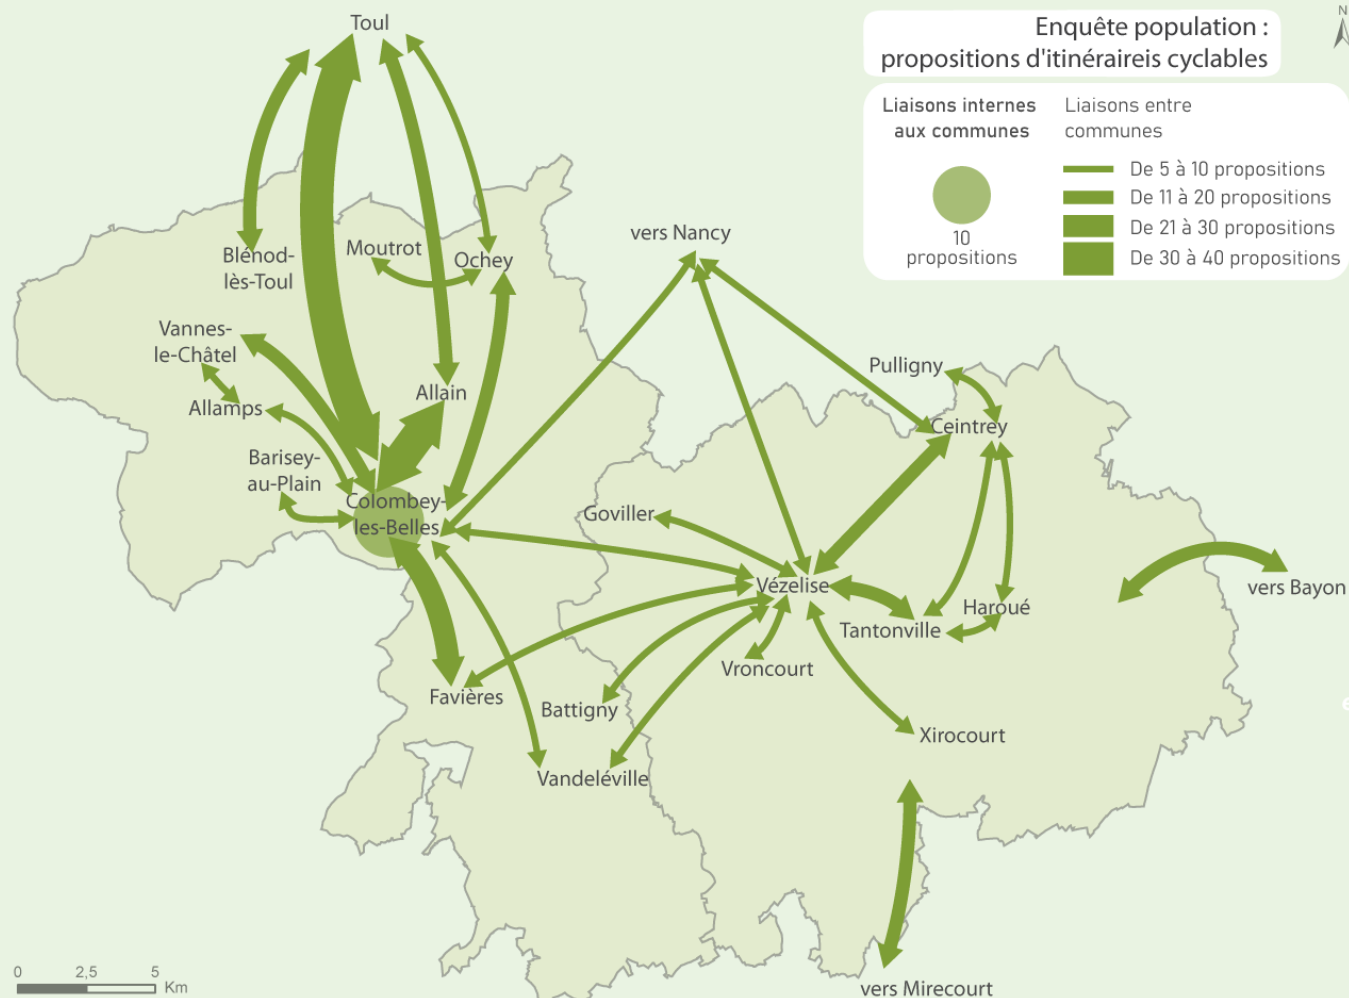 Toul
N
Enquête population :
propositions d'itinéraireis cyclables
Liaisons internes
aux communes
10
propositions
Liaisons entre
communes
De 5 à 10 propositions
De 11 à 20 propositions
De 21 à 30 propositions
De 30 à 40 propositions
Blénod-
lès-Toul
Moutrot
Ochey
vers Nancy
Vannes-
le-Châtel
Allamps
Allain
Pulligny
Ceintrey
Barisey-
au-Plain
Colombey-
les-Belles
Goviller
Vézelise
vers Bayon
Haroué
Tantonville
Vroncourt
Favières
Battigny
Xirocourt
Vandeléville
0 2,5 5
Km
vers Mirecourt